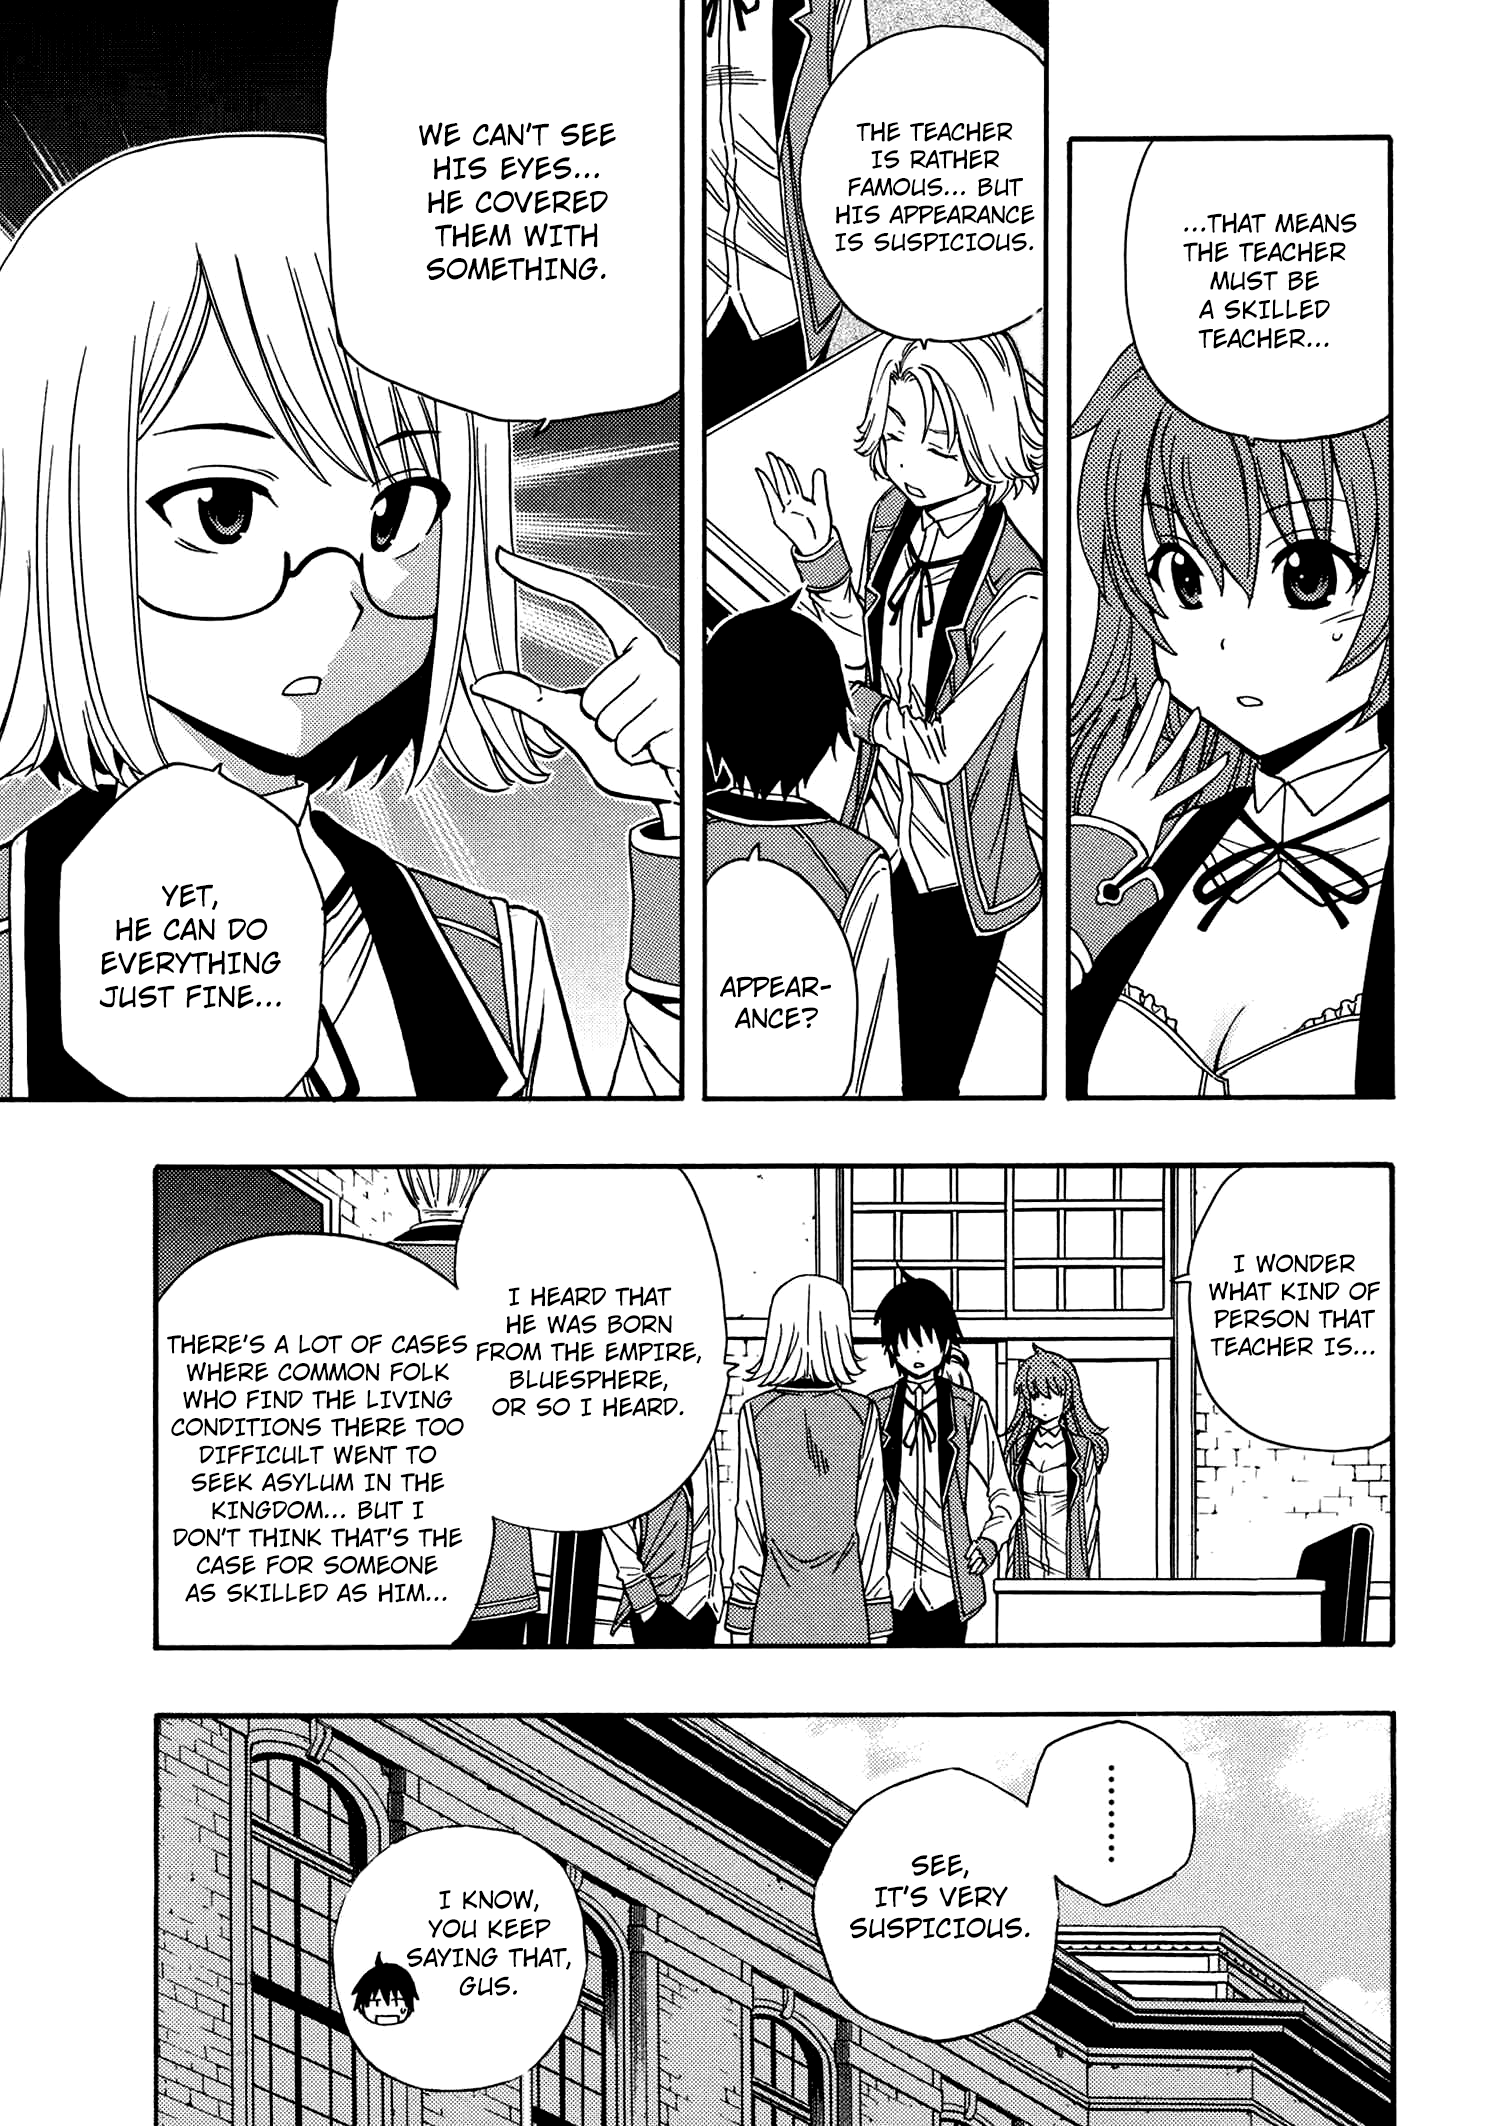 ...THAT MEANS
THE TEACHER
MUST BE
A SKILLED
TEACHER...
THE TEACHER
IS RATHER
FAMOUS... BUT
HIS APPEARANCE
IS SUSPICIOUS.
APPEAR-
ANCE?
WE CAN'T SEE
HIS EYES...
HE COVERED
THEM WITH
SOMETHING.
YET,
HE CAN DO
EVERYTHING
JUST FINE...
I WONDER
WHAT KIND OF
PERSON THAT
TEACHER IS...
I HEARD THAT
HE WAS BORN
FROM THE EMPIRE,
BLUESPHERE,
OR SO I HEARD.
THERE'S A LOT OF CASES
WHERE COMMON FOLK
WHO FIND THE LIVING
CONDITIONS THERE TOO
DIFFICULT WENT TO
SEEK ASYLUM IN THE
KINGDOM... BUT I
DON'T THINK THAT'S THE
CASE FOR SOMEONE
AS SKILLED AS HIM...
.........
SEE,
IT'S VERY
SUSPICIOUS.
I KNOW,
YOU KEEP
SAYING THAT,
GUS.